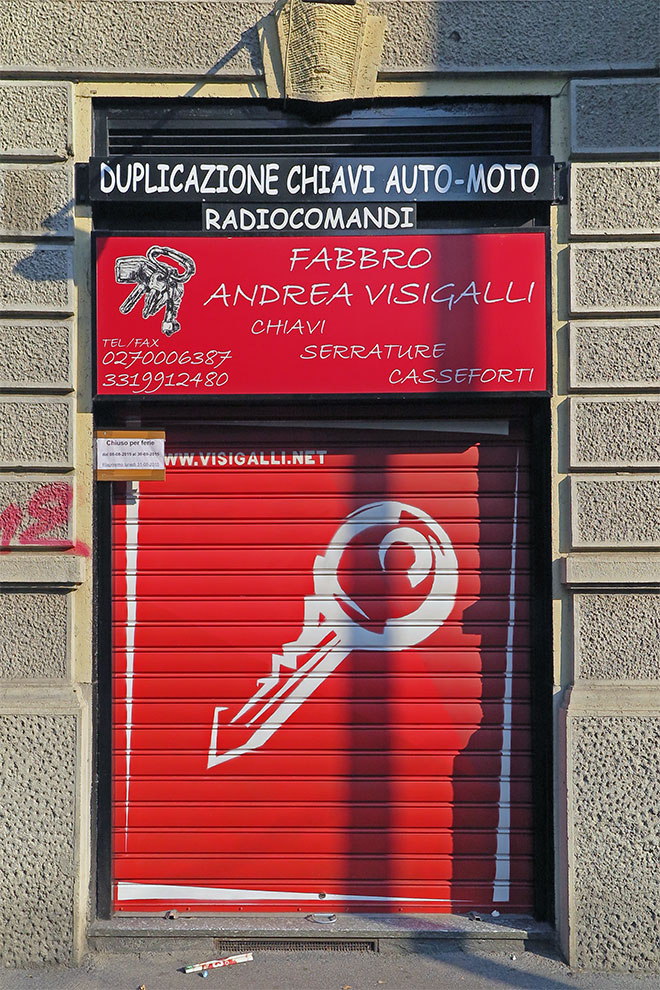 DUPLICAZIONE CHIAVI AUTO-MOTO
RADIOCOMANDI
FABBRO
ANDREA VISIGALLI
CHIAVI
SERRATURE
CASSEFORTI
TEL/FAX
0270006387
3319912480
Chiuso per ferie
WW.VISIGALLI.NET